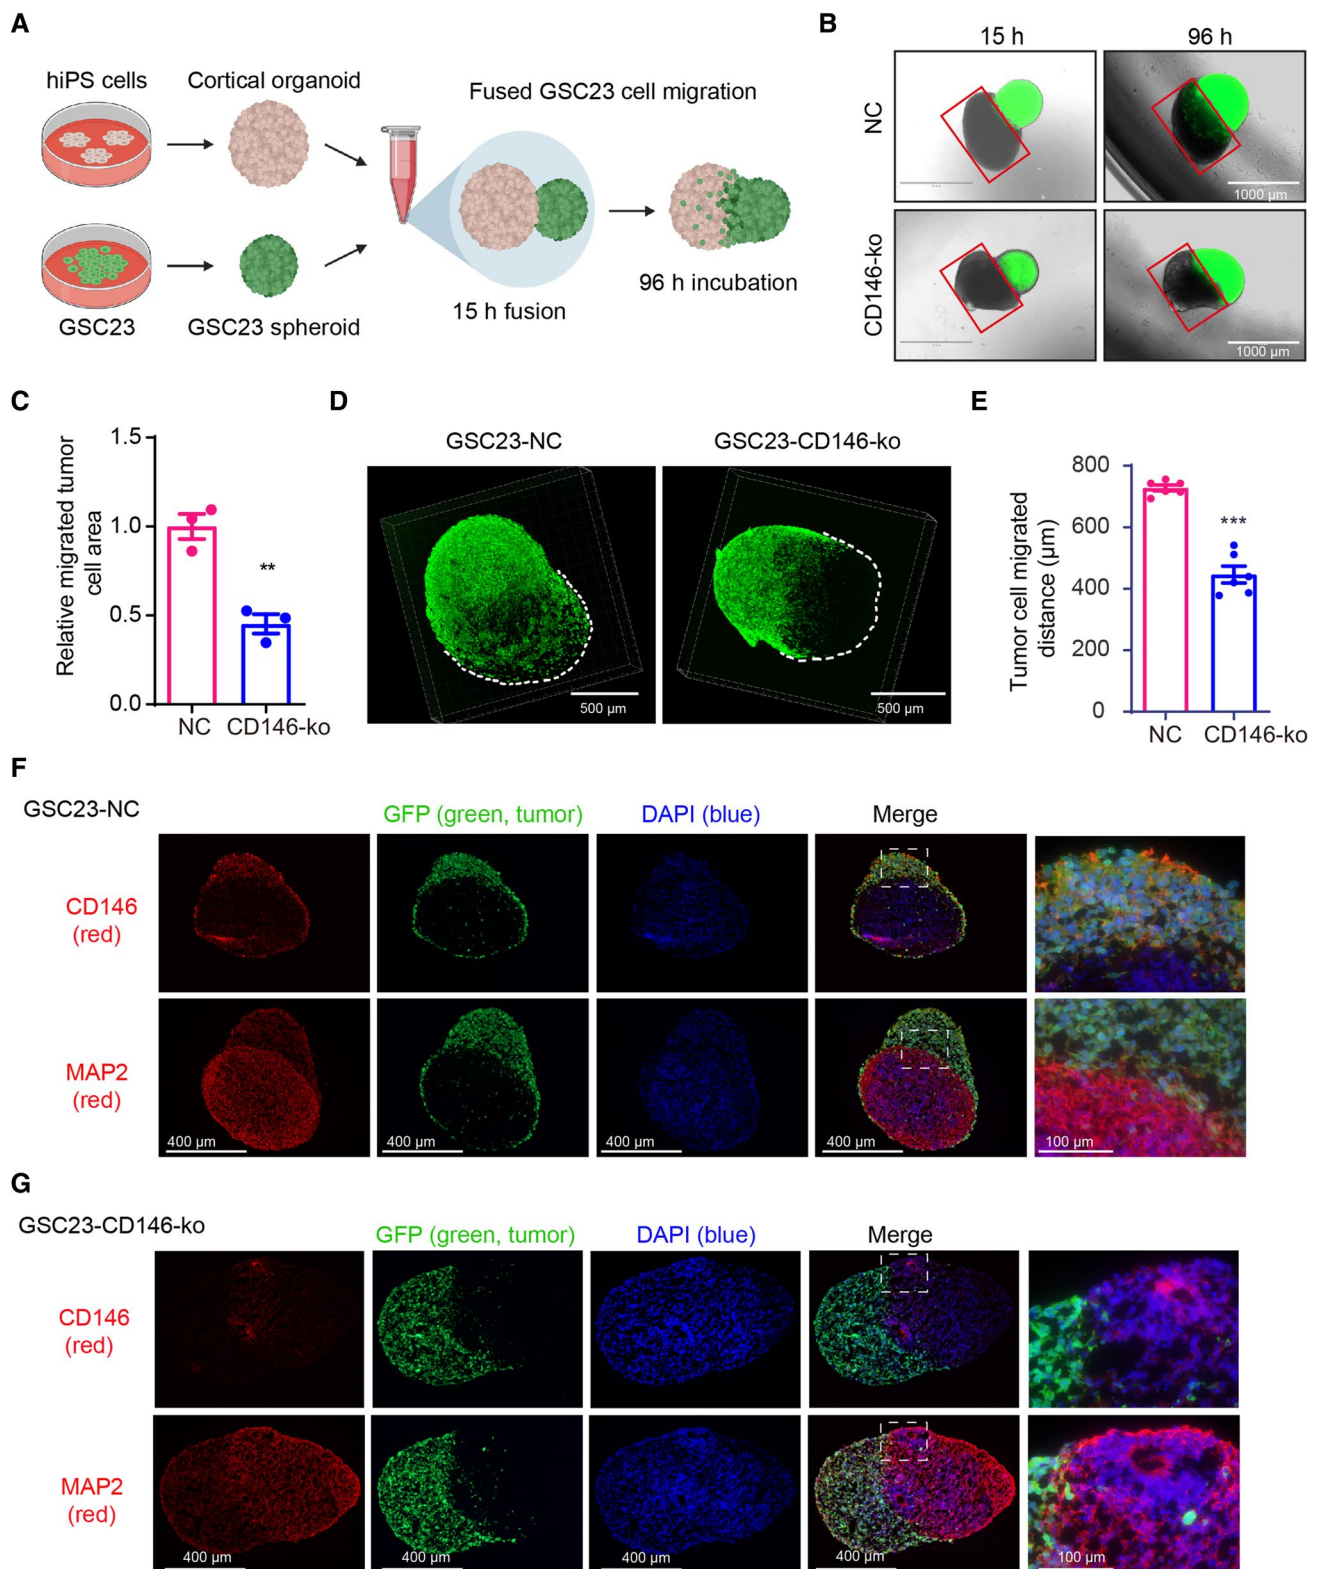 A
hiPS cells
Cortical organoid
Fused GSC23 cell migration
GSC23
GSC23 spheroid
15 h fusion
96 h incubation
B
15 h
96 h
NC
1000 µm
CD146-ko
1000 µm
C
Relative migrated tumor
cell area
1.5
1.0
0.5
0.0
**
NC
CD146-ko
D
GSC23-NC
GSC23-CD146-ko
500 µm
500 µm
E
Tumor cell migrated
distance (µm)
800
600
400
200
0
***
NC
CD146-ko
F
GSC23-NC
GFP (green, tumor)
DAPI (blue)
Merge
CD146
(red)
MAP2
(red)
400 µm
400 µm
400 µm
400 µm
100 µm
G
GSC23-CD146-ko
GFP (green, tumor)
DAPI (blue)
Merge
CD146
(red)
MAP2
(red)
400 µm
400 µm
400 µm
400 µm
100 µm